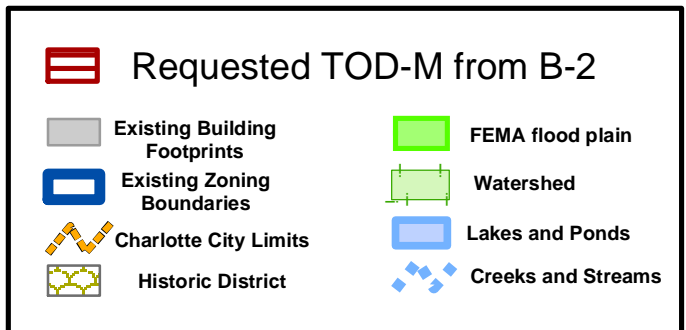 Requested TOD-M from B-2
Existing Building
Footprints
Existing Zoning
Boundaries
Charlotte City Limits
Historic District
FEMA flood plain
Watershed
Lakes and Ponds
Creeks and Streams